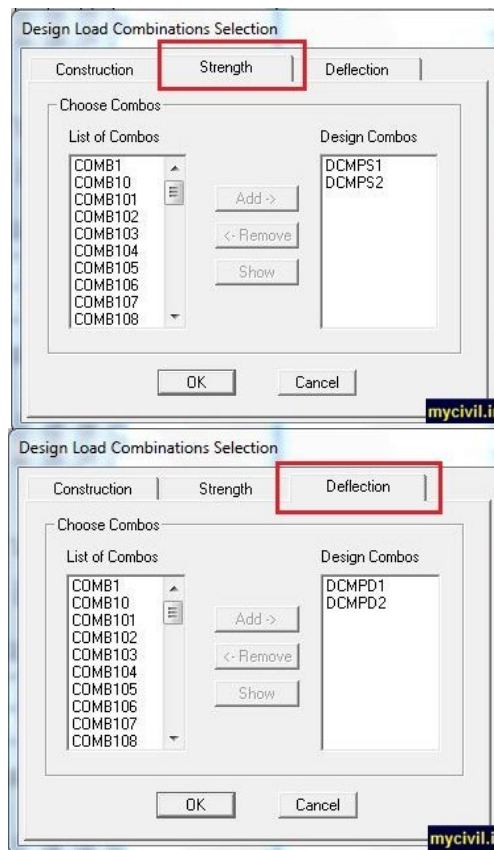 Design Load Combinations Selection
Construction Strength Deflection
Choose Combos
List of Combos Design Combos
COMB1 DCMPS1
COMB10 DCMPS2
COMB101
COMB102 Add ->
COMB103
COMB104 <- Remove
COMB105
COMB106 Show
COMB107
COMB108
OK Cancel
mycivil.i
Design Load Combinations Selection
Construction Strength Deflection
Choose Combos
List of Combos Design Combos
COMB1 DCMPD1
COMB10 DCMPD2
COMB101
COMB102 Add ->
COMB103
COMB104 <- Remove
COMB105
COMB106 Show
COMB107
COMB108
OK Cancel
mycivil.i